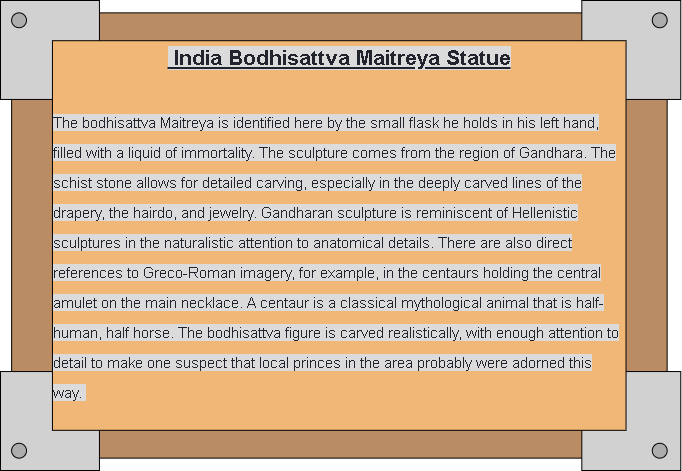 India Bodhisattva Maitreya Statue
The bodhisattva Maitreya is identified here by the small flask he holds in his left hand,
filled with a liquid of immortality. The sculpture comes from the region of Gandhara. The
schist stone allows for detailed carving, especially in the deeply carved lines of the
drapery, the hairdo, and jewelry. Gandharan sculpture is reminiscent of Hellenistic
sculptures in the naturalistic attention to anatomical details. There are also direct
references to Greco-Roman imagery, for example, in the centaurs holding the central
amulet on the main necklace. A centaur is a classical mythological animal that is half-
human, half horse. The bodhisattva figure is carved realistically, with enough attention to
detail to make one suspect that local princes in the area probably were adorned this
way.